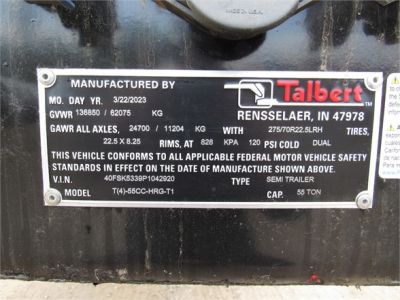 MADE IN U.S.A.
MANUFACTURED BY Talbert™
MO. DAY YR. 3/22/2023 RENSSELAER, IN 47978
GVWR 136850 / 62075 KG
GAWR ALL AXLES, 24700 / 11204 KG WITH 275/70R22.5LRH TIRES,
22.5 X 8.25 RIMS, AT 828 KPA 120 PSI COLD DUAL
THIS VEHICLE CONFORMS TO ALL APPLICABLE FEDERAL MOTOR VEHICLE SAFETY
STANDARDS IN EFFECT ON THE DATE OF MANUFACTURE SHOWN ABOVE.
V.I.N. 40FSK5339P1042920 TYPE SEMI TRAILER
MODEL T(4)-55CC-HRG-T1 CAP. 55 TON